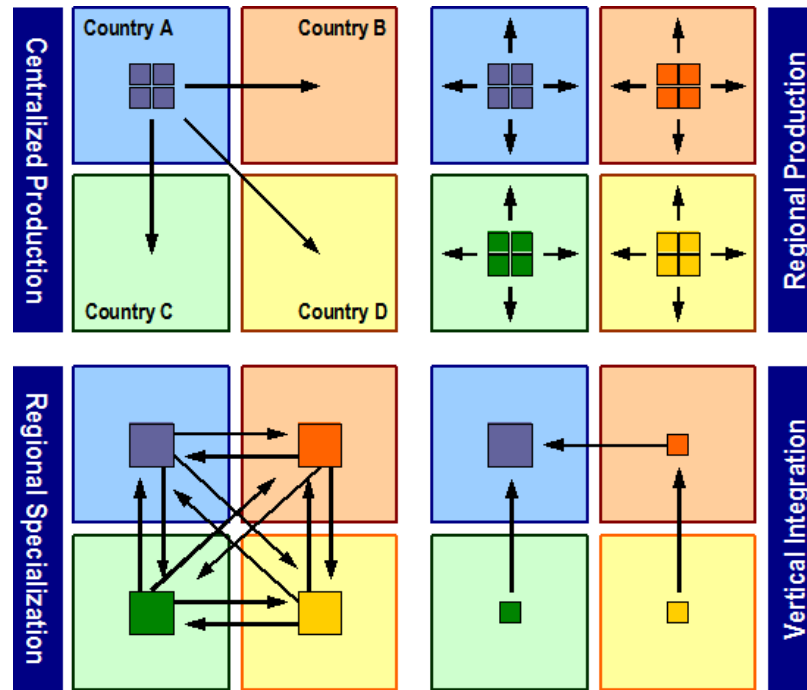 Centralized Production
Country A
Country B
Country C
Country D
Regional Production
Regional Specialization
Vertical Integration